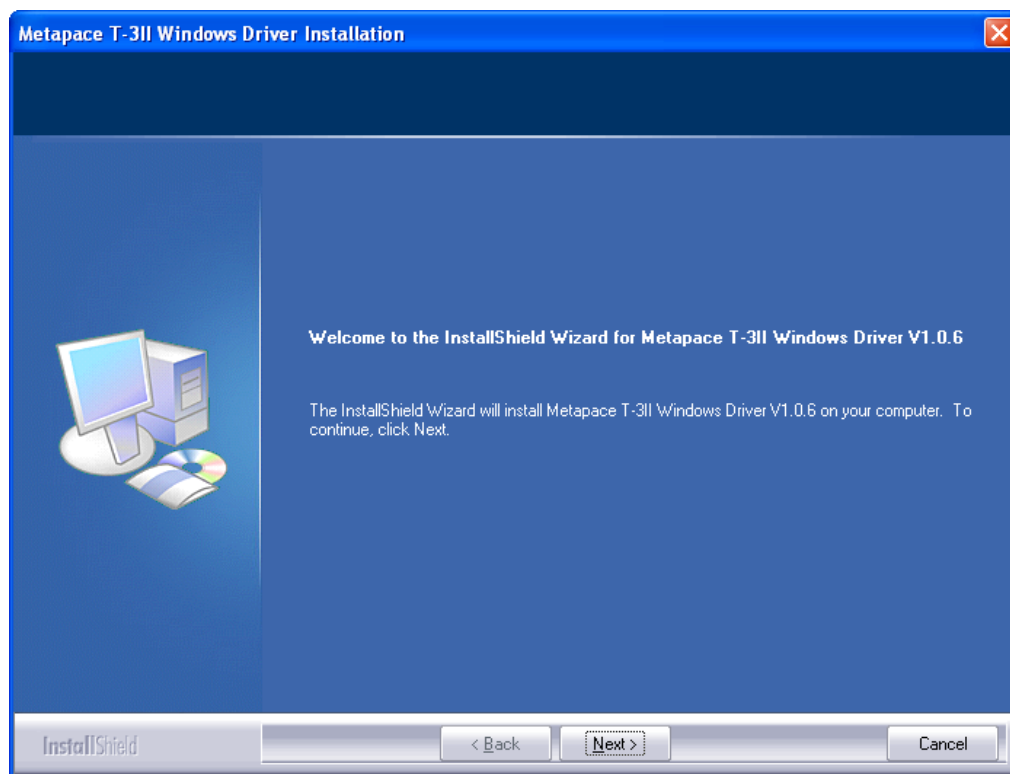 Metapace T-3II Windows Driver Installation
Welcome to the InstallShield Wizard for Metapace T-3II Windows Driver V1.0.6
The InstallShield Wizard will install Metapace T-3II Windows Driver V1.0.6 on your computer. To
continue, click Next.
InstallShield
< Back
Next >
Cancel